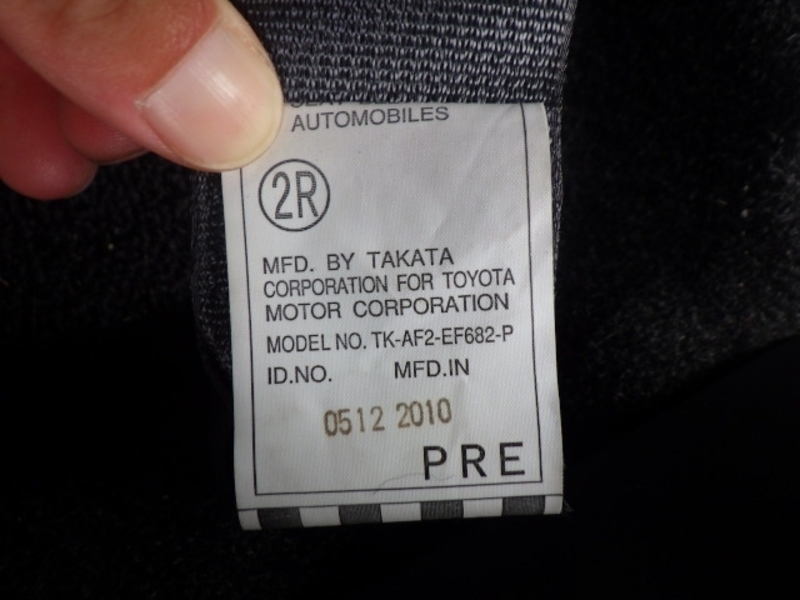 AUTOMOBILES
2R
MFD. BY TAKATA
CORPORATION FOR TOYOTA
MOTOR CORPORATION
MODEL NO. TK-AF2-EF682-P
ID.NO. MFD.IN
0512 2010
PRE